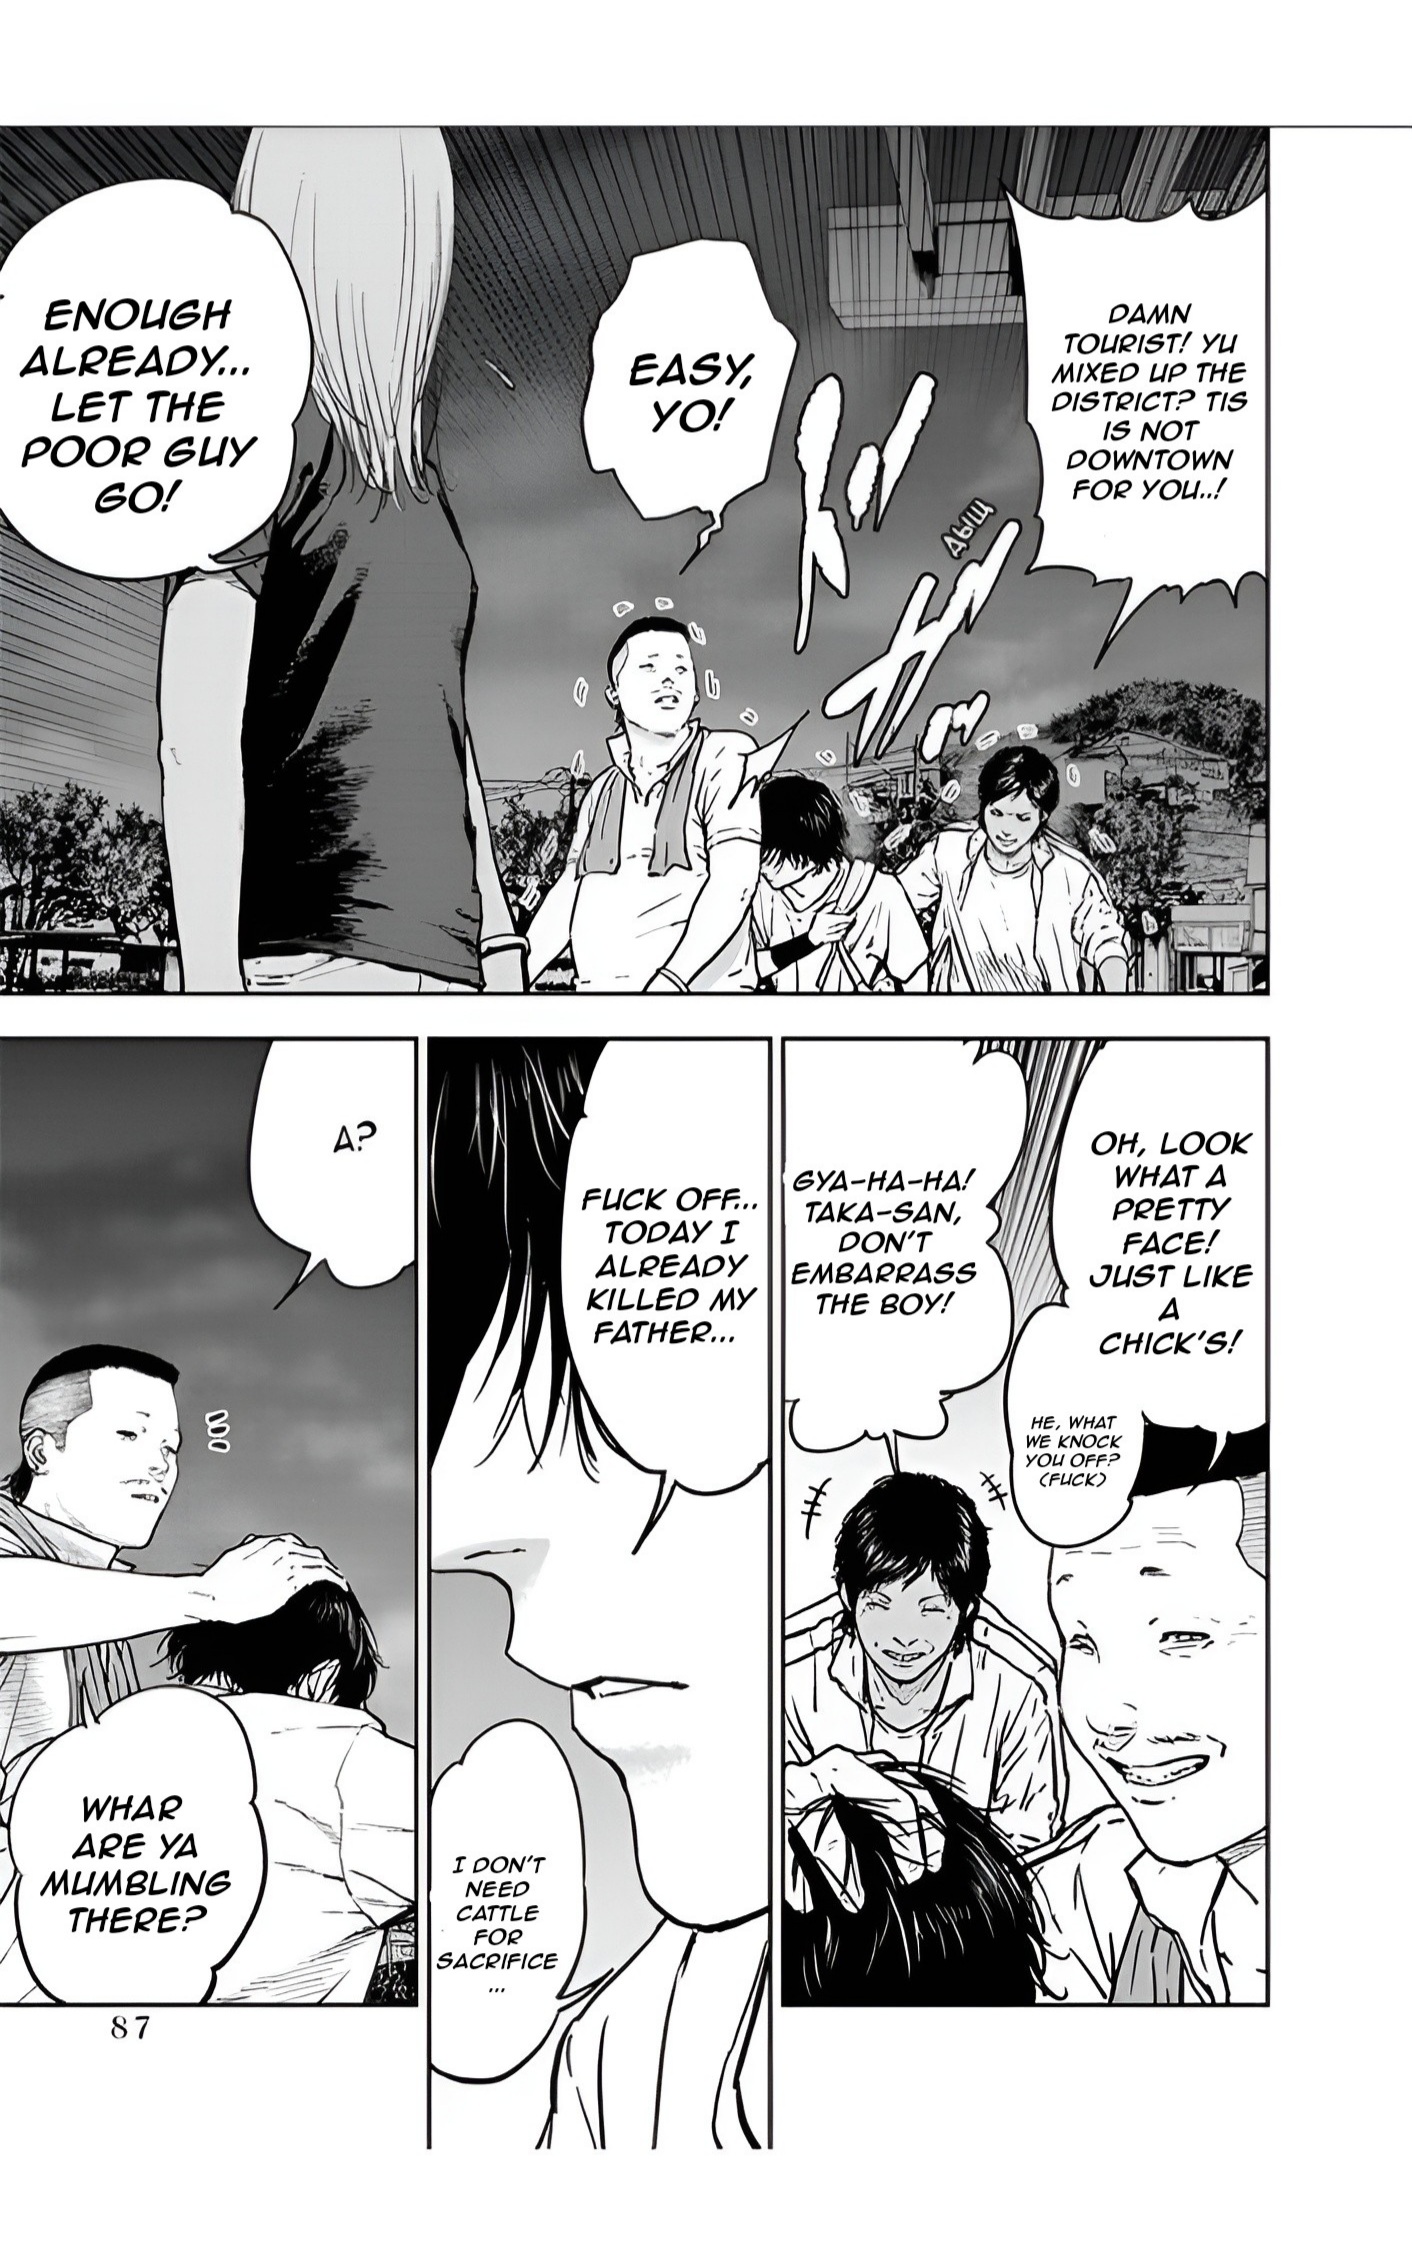 DAMN
TOURIST! YU
MIXED UP THE
DISTRICT? TIS
IS NOT
DOWNTOWN
FOR YOU..!
ДЫЩ
EASY,
YO!
ENOUGH
ALREADY...
LET THE
POOR GUY
GO!
OH, LOOK
WHAT A
PRETTY
FACE!
JUST LIKE
A
CHICK'S!
HE, WHAT
WE KNOCK
YOU OFF?
(FUCK)
GYA-HA-HA!
TAKA-SAN,
DON'T
EMBARRASS
THE BOY!
FUCK OFF...
TODAY I
ALREADY
KILLED MY
FATHER...
I DON'T
NEED
CATTLE
FOR
SACRIFICE
...
A?
WHAR
ARE YA
MUMBLING
THERE?
87